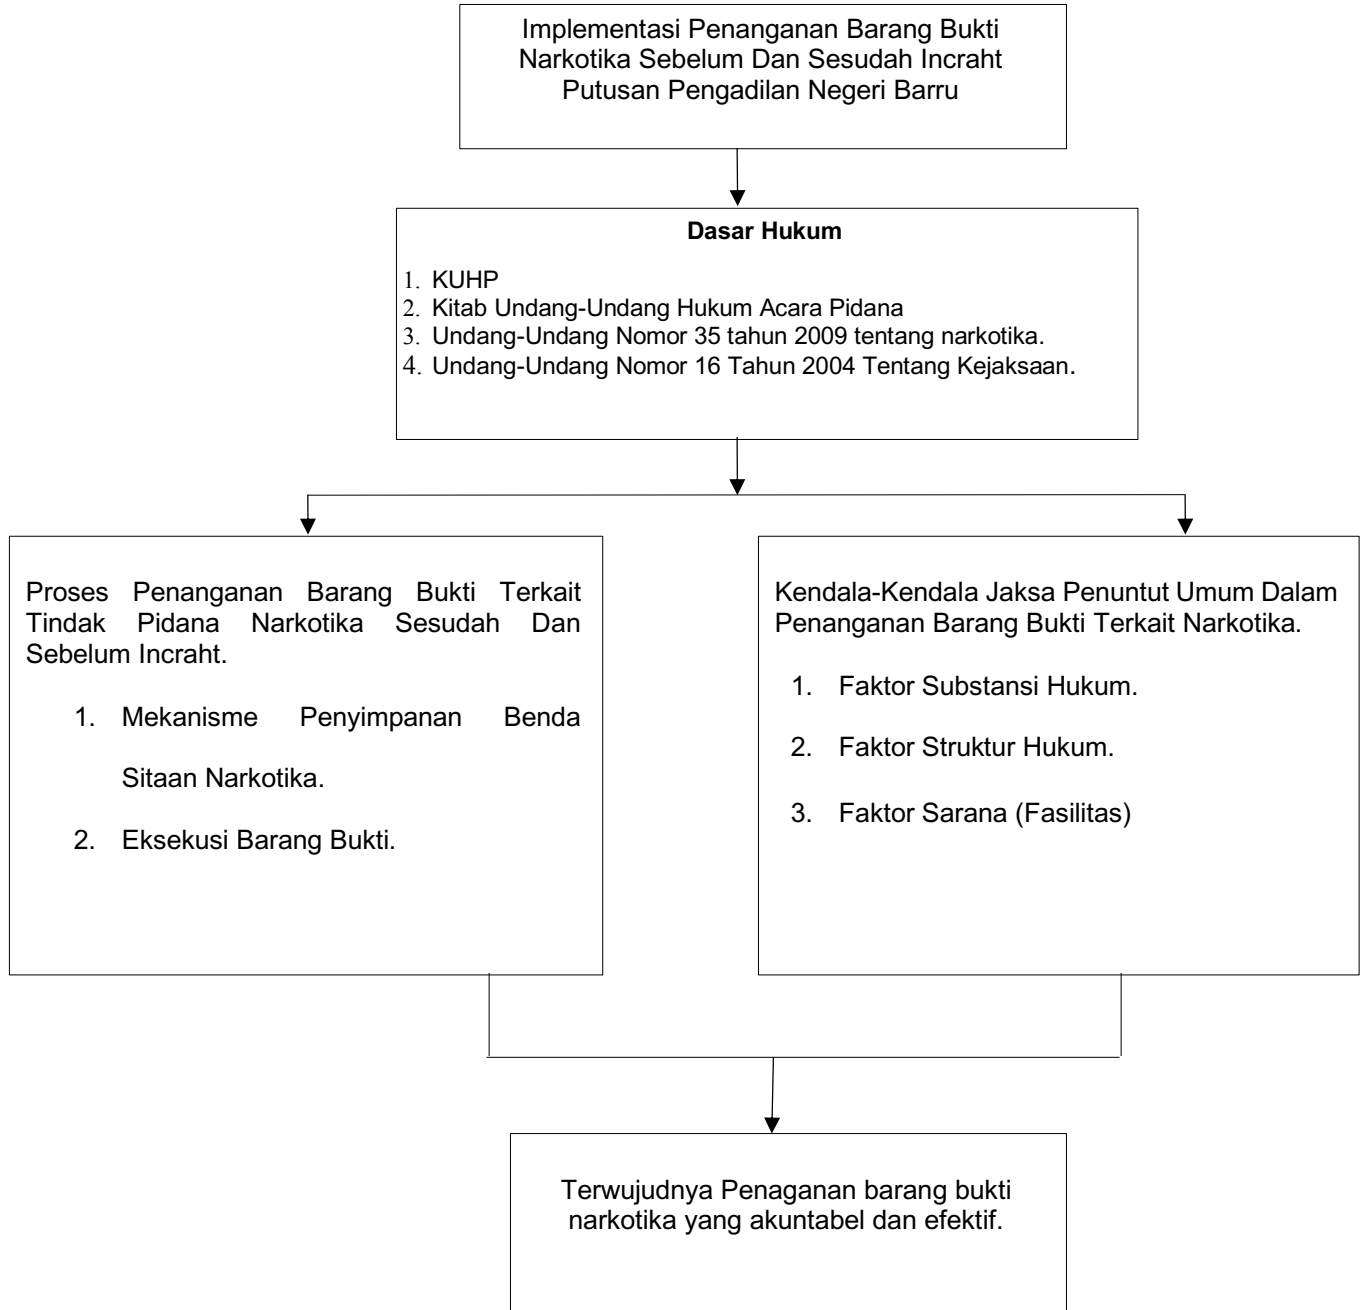 Implementasi Penanganan Barang Bukti
Narkotika Sebelum Dan Sesudah Incraht
Putusan Pengadilan Negeri Barru
Dasar Hukum
1. KUHP
2. Kitab Undang-Undang Hukum Acara Pidana
3. Undang-Undang Nomor 35 tahun 2009 tentang narkotika.
4. Undang-Undang Nomor 16 Tahun 2004 Tentang Kejaksaan.
Proses Penanganan Barang Bukti Terkait
Tindak Pidana Narkotika Sesudah Dan
Sebelum Incraht.
1. Mekanisme Penyimpanan Benda
Sitaan Narkotika.
2. Eksekusi Barang Bukti.
Kendala-Kendala Jaksa Penuntut Umum Dalam
Penanganan Barang Bukti Terkait Narkotika.
1. Faktor Substansi Hukum.
2. Faktor Struktur Hukum.
3. Faktor Sarana (Fasilitas)
Terwujudnya Penaganan barang bukti
narkotika yang akuntabel dan efektif.